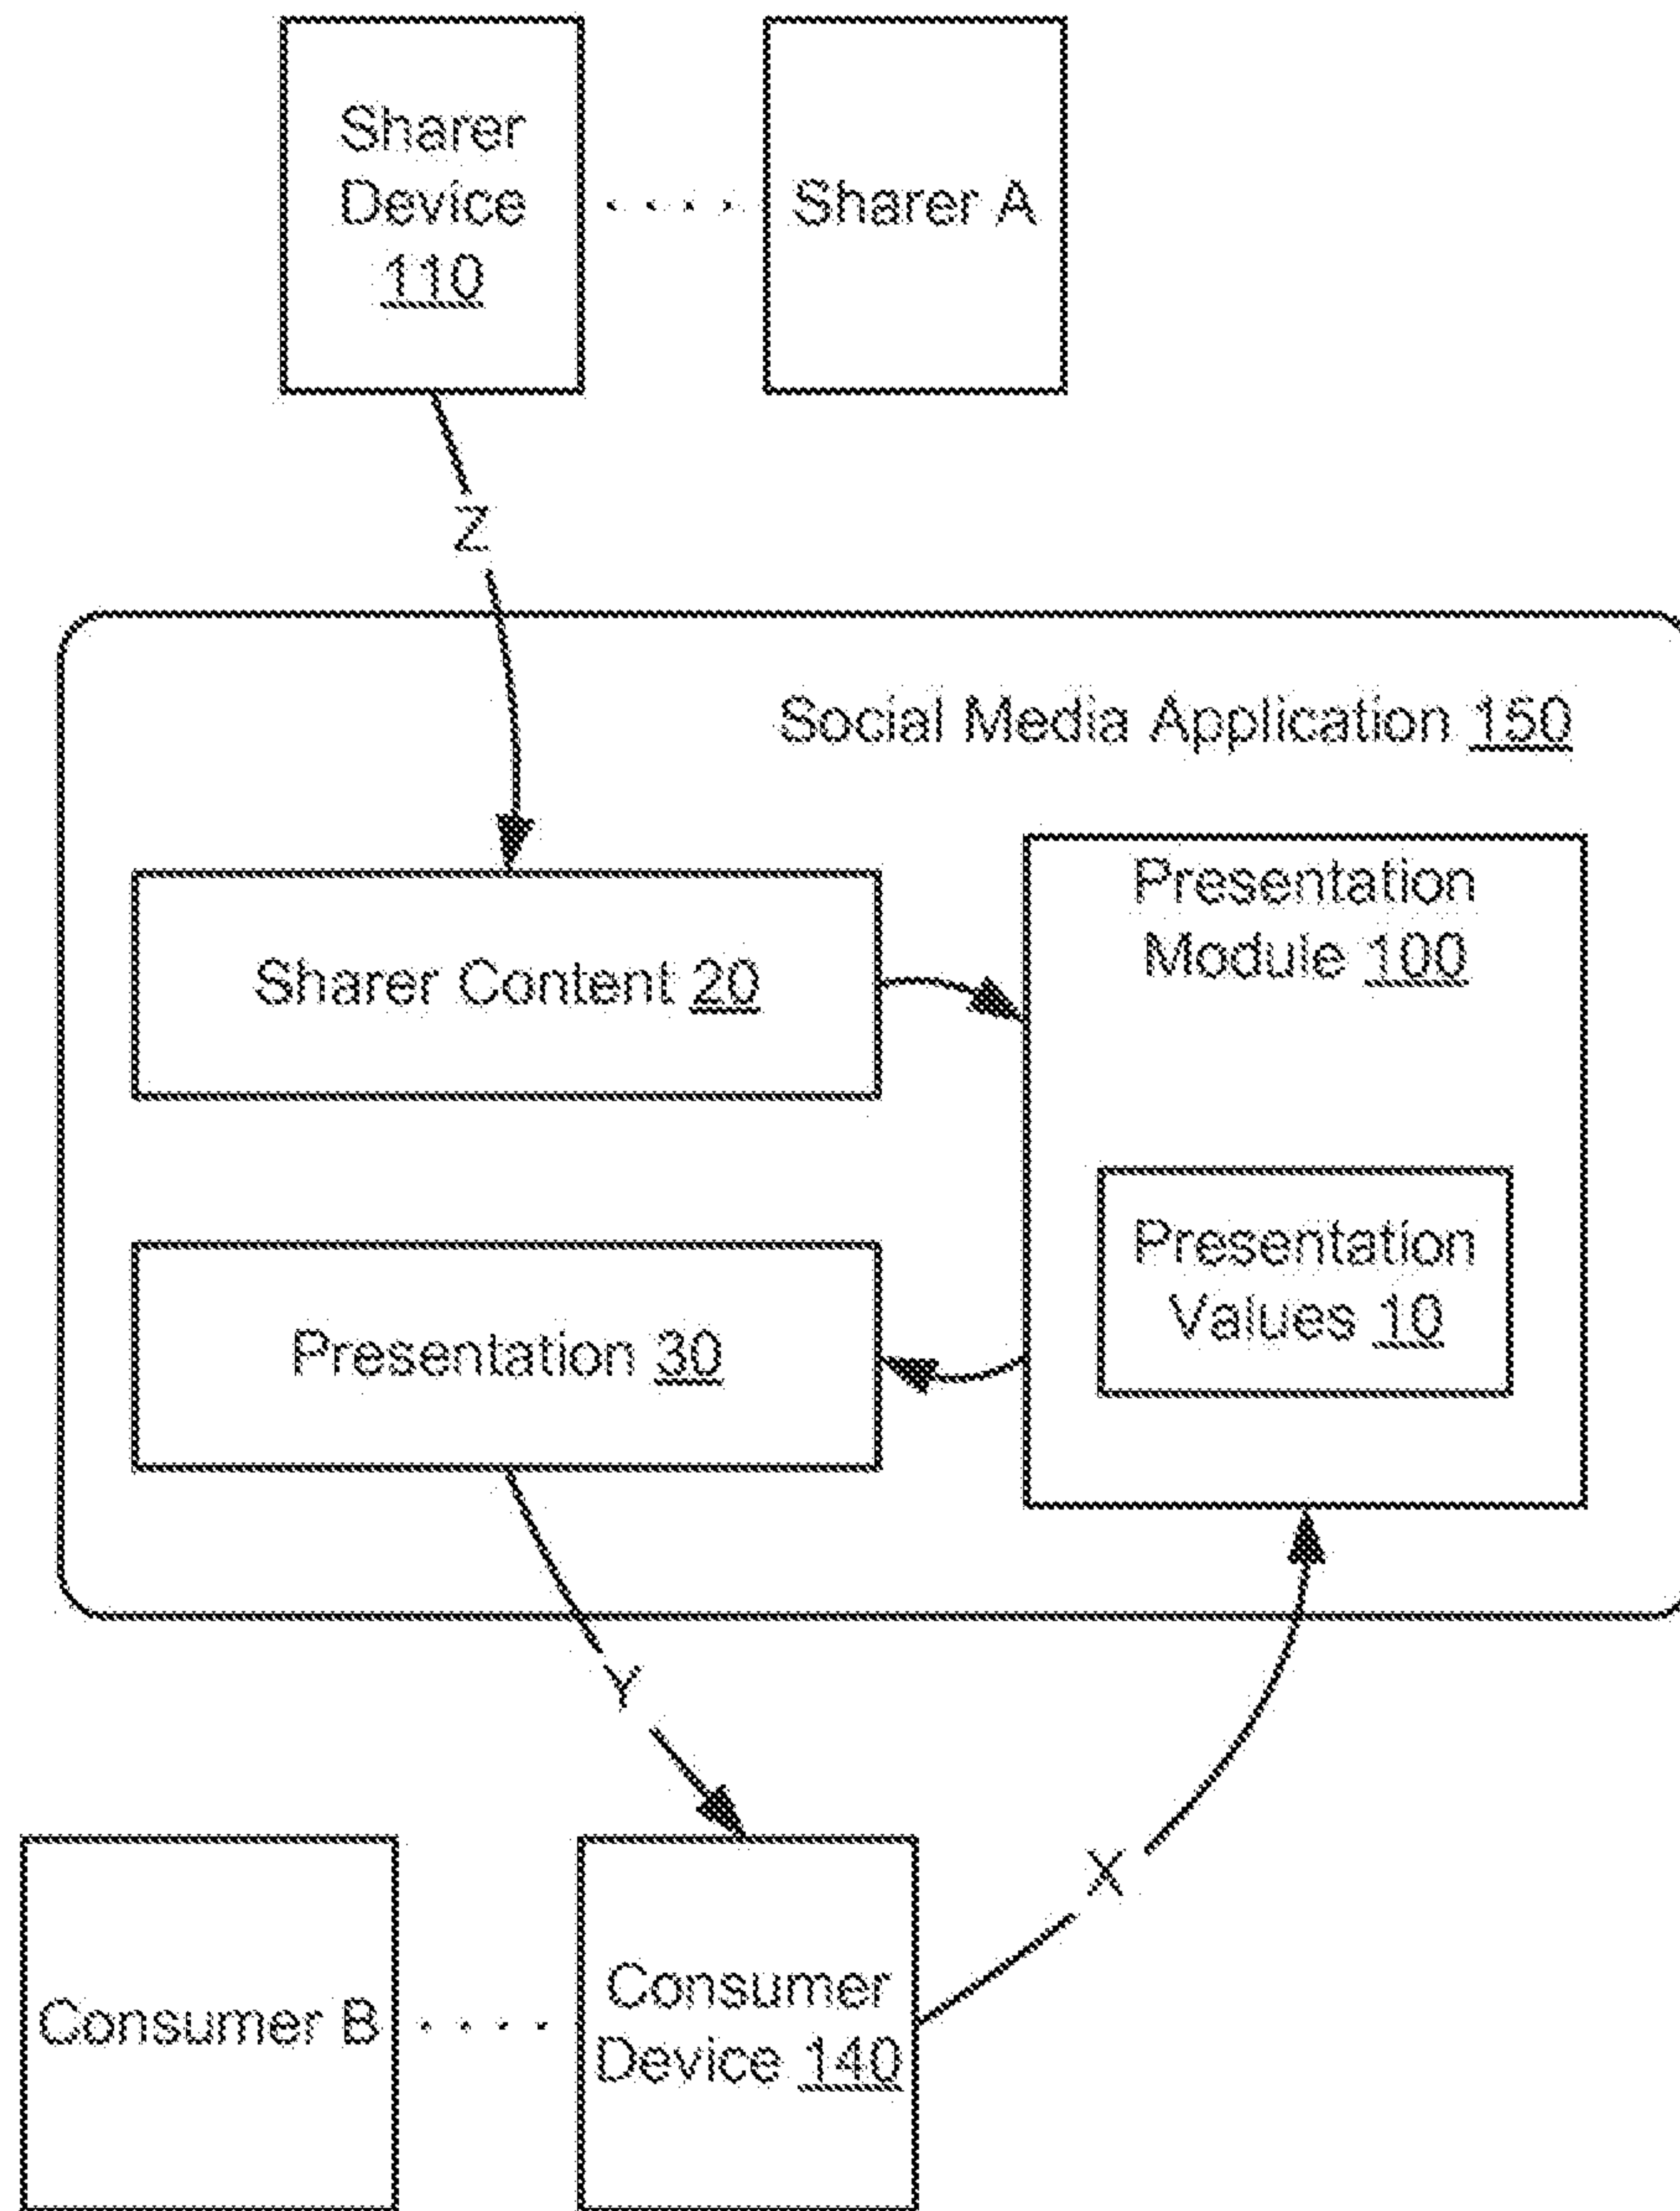 Sharer
Device
110
Sharer A
Z
Social Media Application 150
Sharer Content 20
Presentation
Module 100
Presentation
Values 10
Presentation 30
Y
X
Consumer B
Consumer
Device 140